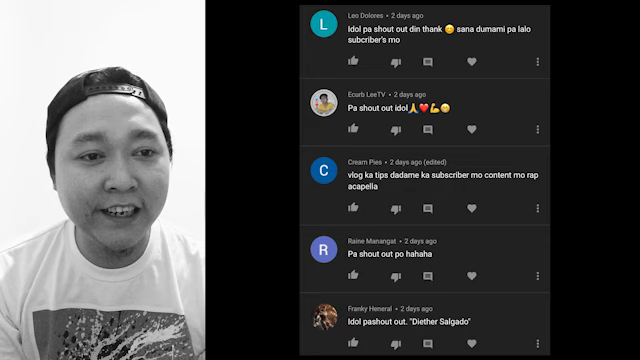 L
Leo Dolores • 2 days ago
Idol pa shout out din thank 😊 sana dumami pa lalo
subcriber's mo
Ecurb LeeTV • 2 days ago
Pa shout out idol🙏❤️💪😁
C
Cream Pies • 2 days ago (edited)
vlog ka tips dadame ka subscriber mo content mo rap
acapelia
R
Raine Manangat • 2 days ago
Pa shout out po hahaha
Franky Heneral • 2 days ago
Idol pashout out. "Diether Salgado"